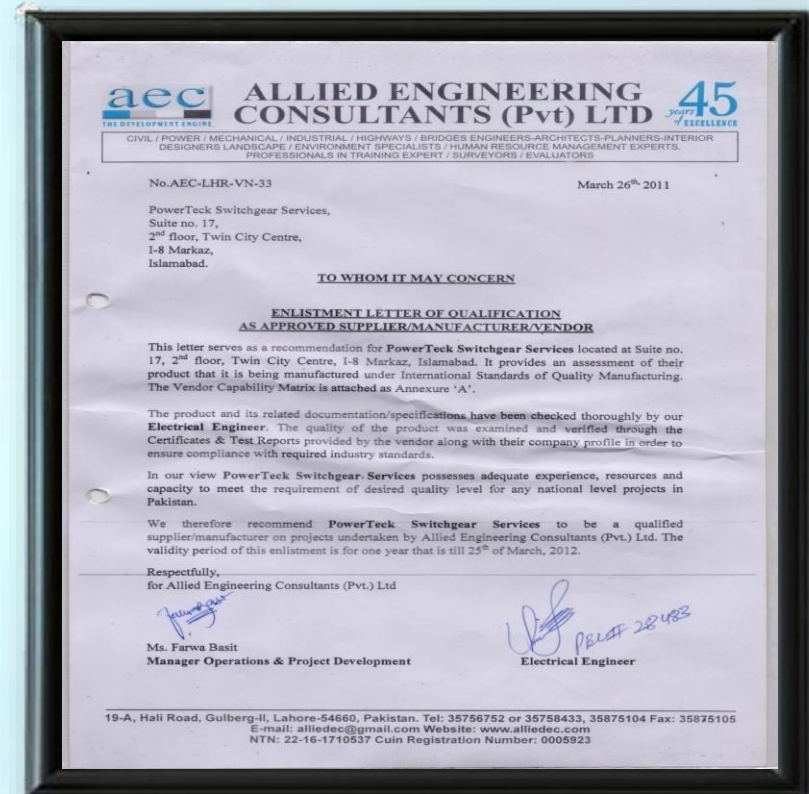 aec
THE DEVELOPMENT ENGINE
ALLIED ENGINEERING
CONSULTANTS (Pvt) LTD
45
years
of EXCELLENCE
CIVIL / POWER / MECHANICAL / INDUSTRIAL / HIGHWAYS / BRIDGES ENGINEERS-ARCHITECTS-PLANNERS-INTERIOR
DESIGNERS LANDSCAPE / ENVIRONMENT SPECIALISTS / HUMAN RESOURCE MANAGEMENT EXPERTS,
PROFESSIONALS IN TRAINING EXPERT / SURVEYORS / EVALUATORS
No.AEC-LHR-VN-33
March 26th, 2011
PowerTeck Switchgear Services,
Suite no. 17,
2nd floor, Twin City Centre,
I-8 Markaz,
Islamabad.
TO WHOM IT MAY CONCERN
ENLISTMENT LETTER OF QUALIFICATION
AS APPROVED SUPPLIER/MANUFACTURER/VENDOR
This letter serves as a recommendation for PowerTeck Switchgear Services located at Suite no.
17, 2nd floor, Twin City Centre, I-8 Markaz, Islamabad. It provides an assessment of their
product that it is being manufactured under International Standards of Quality Manufacturing.
The Vendor Capability Matrix is attached as Annexure ‘A’.
The product and its related documentation/specifications have been checked thoroughly by our
Electrical Engineer. The quality of the product was examined and verified through the
Certificates & Test Reports provided by the vendor along with their company profile in order to
ensure compliance with required industry standards.
In our view PowerTeck Switchgear Services possesses adequate experience, resources and
capacity to meet the requirement of desired quality level for any national level projects in
Pakistan.
We therefore recommend PowerTeck Switchgear Services to be a qualified
supplier/manufacturer on projects undertaken by Allied Engineering Consultants (Pvt.) Ltd. The
validity period of this enlistment is for one year that is till 25th of March, 2012.
Respectfully,
for Allied Engineering Consultants (Pvt.) Ltd
28483
Ms. Farwa Basit
Manager Operations & Project Development
Electrical Engineer
19-A, Hali Road, Gulberg-II, Lahore-54660, Pakistan. Tel: 35756752 or 35758433, 35875104 Fax: 35875105
E-mail: alliedec@gmail.com Website: www.alliedec.com
NTN: 22-16-1710537 Cuin Registration Number: 0005923